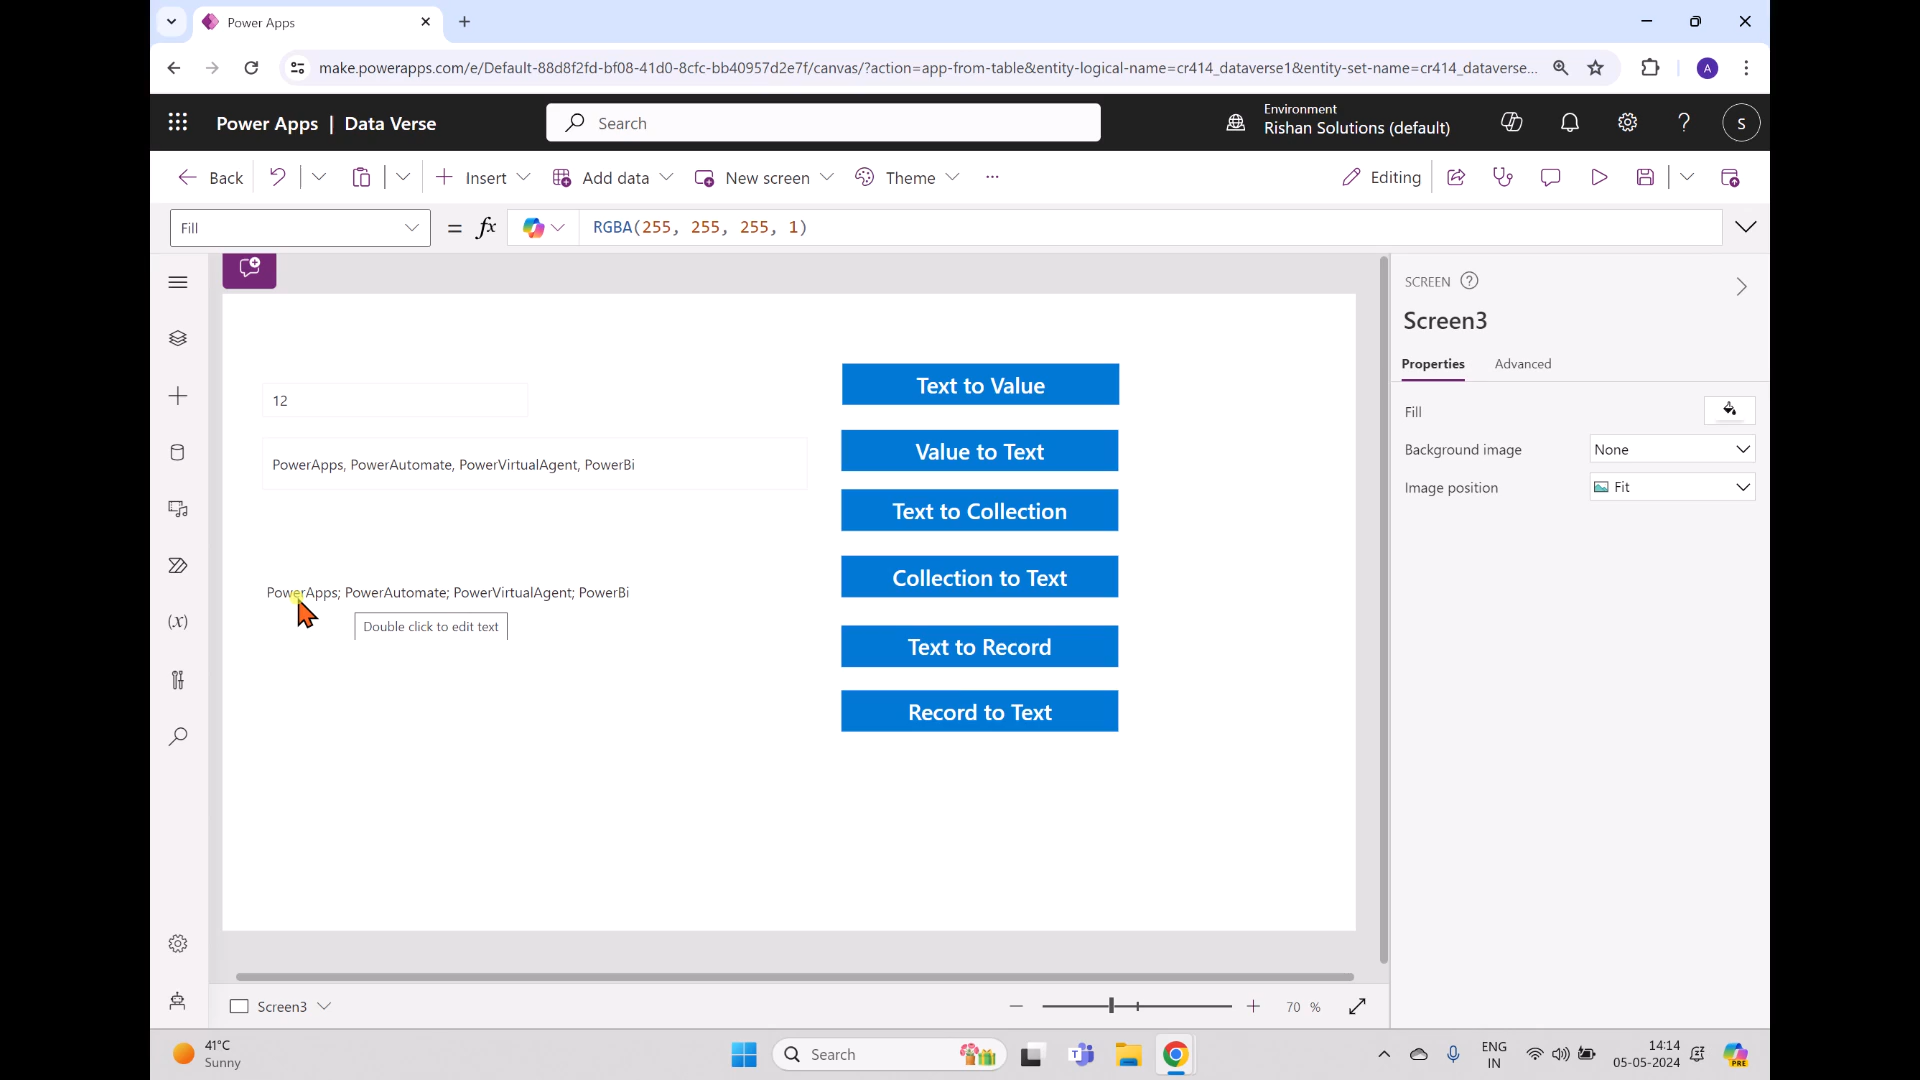 Power Apps
make.powerapps.com/e/Default-88d8f2fd-bf08-41d0-8cfc-bb40957d2e7f/canvas/?action=app-from-table&entity-logical-name=cr414_dataverse1&entity-set-name=cr414_dataverse...
A
Power Apps | Data Verse
Search
Environment
Rishan Solutions (default)
S
Back
Insert
Add data
New screen
Theme
Editing
Fill
= fx
RGBA(255, 255, 255, 1)
SCREEN
Screen3
Properties
Advanced
Fill
Background image
None
Image position
Fit
12
PowerApps, PowerAutomate, PowerVirtualAgent, PowerBi
PowerApps; PowerAutomate; PowerVirtualAgent; PowerBi
Double click to edit text
Text to Value
Value to Text
Text to Collection
Collection to Text
Text to Record
Record to Text
Screen3
70 %
41°C
Sunny
Search
ENG
IN
14:14
05-05-2024
PRE